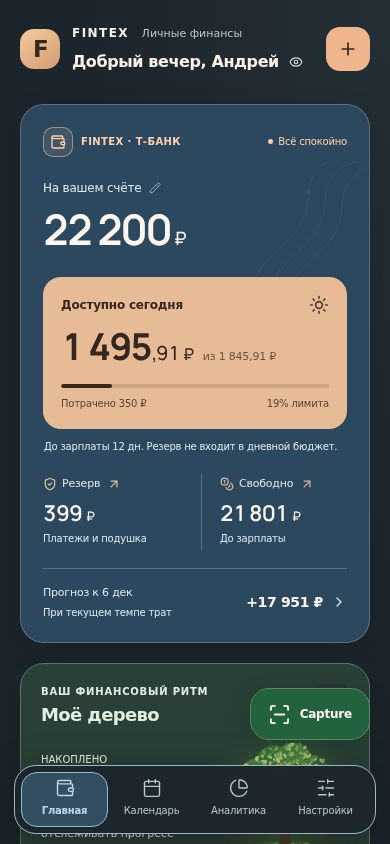 F
FINTEX Личные финансы
Добрый вечер, Андрей
FINTEX · Т-БАНК
Всё спокойно
На вашем счёте
22 200 ₽
Доступно сегодня
1 495,91 ₽ из 1 845,91 ₽
Потрачено 350 ₽
19% лимита
До зарплаты 12 дн. Резерв не входит в дневной бюджет.
Резерв
399 ₽
Платежи и подушка
Свободно
21 801 ₽
До зарплаты
Прогноз к 6 дек
При текущем темпе трат
+17 951 ₽
ВАШ ФИНАНСОВЫЙ РИТМ
Моё дерево
Capture
НАКОПЛЕНО
отслеживать прогресс
Главная
Календарь
Аналитика
Настройки